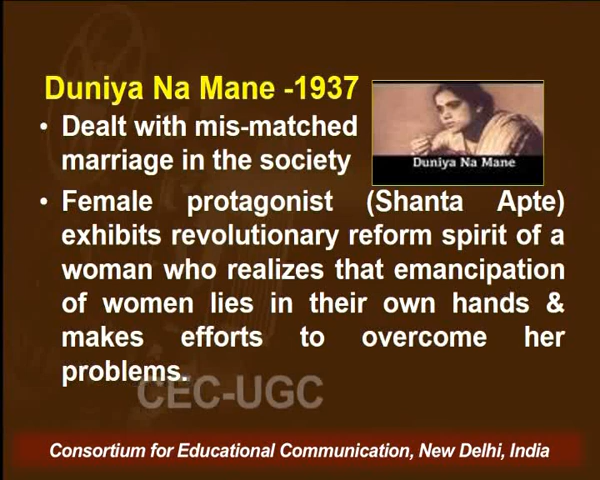 Duniya Na Mane -1937
• Dealt with mis-matched
marriage in the society
Duniya Na Mane
• Female protagonist (Shanta Apte)
exhibits revolutionary reform spirit of a
woman who realizes that emancipation
of women lies in their own hands &
makes efforts to overcome her
problems.
CEC-UGC
Consortium for Educational Communication, New Delhi, India